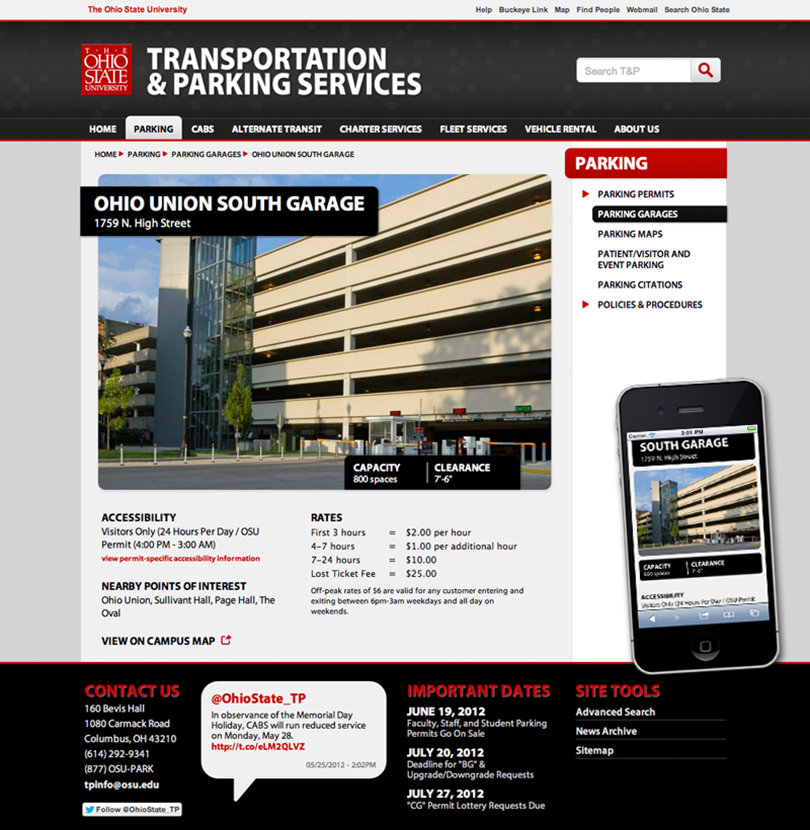 The Ohio State University
Help Buckeye Link Map Find People Webmail Search Ohio State
T · H · E
OHIO
STATE
UNIVERSITY
TRANSPORTATION
& PARKING SERVICES
Search T&P
HOME PARKING CABS ALTERNATE TRANSIT CHARTER SERVICES FLEET SERVICES VEHICLE RENTAL ABOUT US
HOME PARKING PARKING GARAGES OHIO UNION SOUTH GARAGE
OHIO UNION SOUTH GARAGE
1759 N. High Street
ENTER
CAPACITY
800 spaces
CLEARANCE
7'-6"
ACCESSIBILITY
Visitors Only (24 Hours Per Day / OSU
Permit (4:00 PM - 3:00 AM)
view permit-specific accessibility information
NEARBY POINTS OF INTEREST
Ohio Union, Sullivant Hall, Page Hall, The
Oval
VIEW ON CAMPUS MAP
RATES
First 3 hours = $2.00 per hour
4–7 hours = $1.00 per additional hour
7–24 hours = $10.00
Lost Ticket Fee = $25.00
Off-peak rates of $6 are valid for any customer entering and
exiting between 6pm-3am weekdays and all day on
weekends.
PARKING
PARKING PERMITS
PARKING GARAGES
PARKING MAPS
PATIENT/VISITOR AND
EVENT PARKING
PARKING CITATIONS
POLICIES & PROCEDURES
Carrier 3:01 PM
SOUTH GARAGE
1759 N. High Street
CAPACITY
800 spaces
CLEARANCE
7'-6"
ACCESSIBILITY
Visitors Only (24 Hours Per Day / OSU Permit
CONTACT US
160 Bevis Hall
1080 Carmack Road
Columbus, OH 43210
(614) 292-9341
(877) OSU-PARK
tpinfo@osu.edu
Follow @OhioState_TP
@OhioState_TP
In observance of the Memorial Day
Holiday, CABS will run reduced service
on Monday, May 28.
http://t.co/eLM2QLVZ
05/25/2012 - 2:02PM
IMPORTANT DATES
JUNE 19, 2012
Faculty, Staff, and Student Parking
Permits Go On Sale
JULY 20, 2012
Deadline for "BG" &
Upgrade/Downgrade Requests
JULY 27, 2012
"CG" Permit Lottery Requests Due
SITE TOOLS
Advanced Search
News Archive
Sitemap